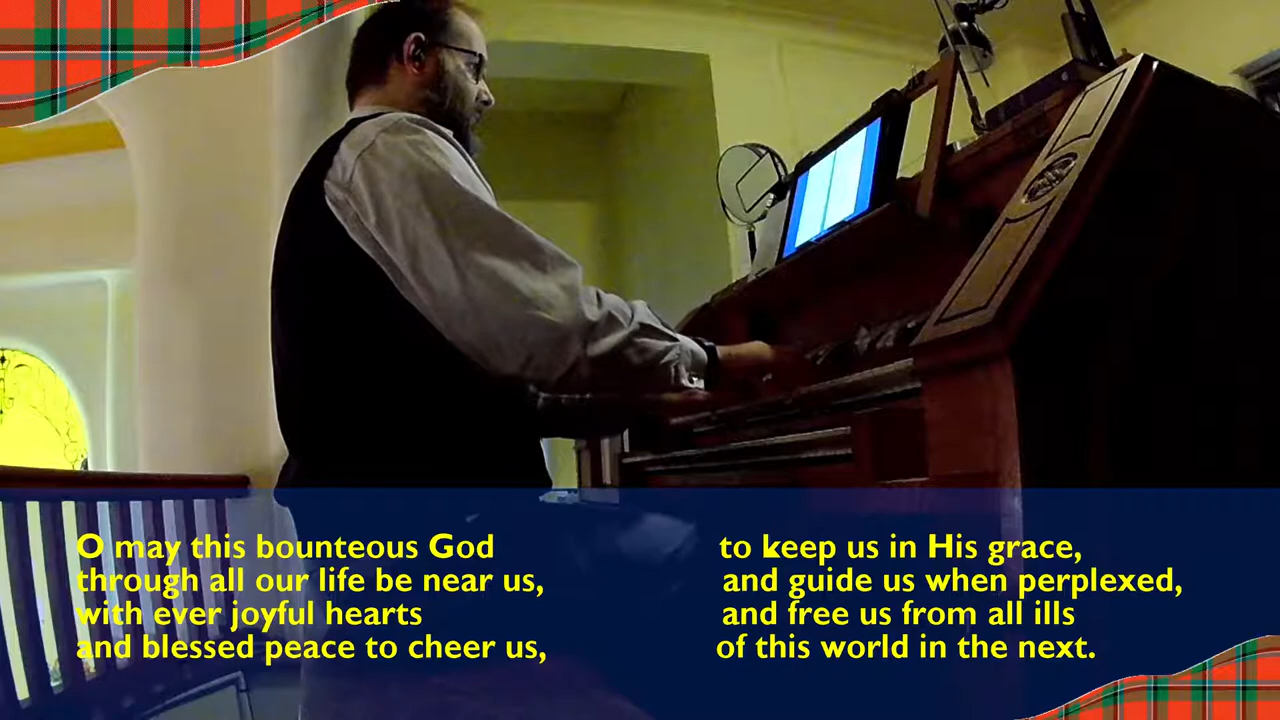 O may this bounteous God
through all our life be near us,
with ever joyful hearts
and blessed peace to cheer us,
to keep us in His grace,
and guide us when perplexed,
and free us from all ills
of this world in the next.